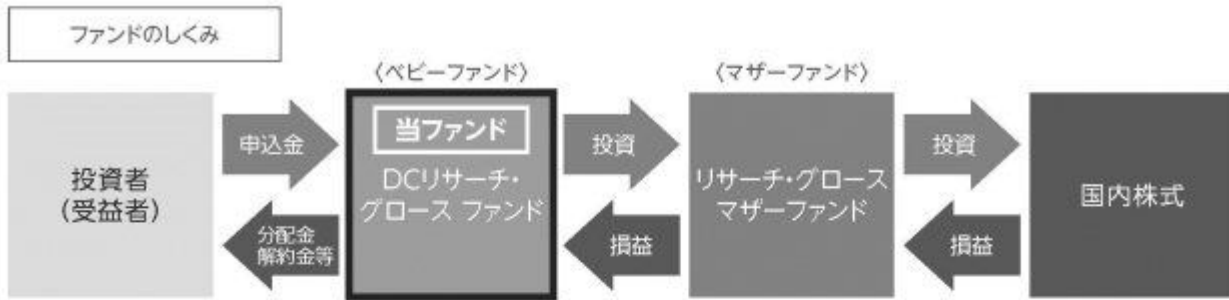 ファンドのしくみ
〈ベビーファンド〉
〈マザーファンド〉
投資者
(受益者)
申込金
分配金
解約金等
当ファンド
DCリサーチ・
グロース ファンド
投資
損益
リサーチ・グロース
マザーファンド
投資
損益
国内株式